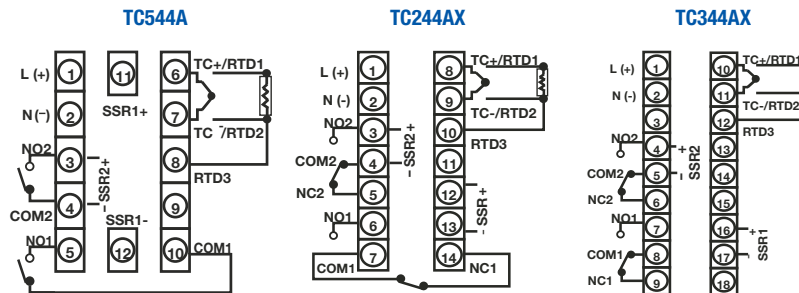 TC544A
L (+)
1
11
6
TC+/RTD1
N (–)
2
SSR1+
7
TC-/RTD2
NO2
3
8
RTD3
– SSR2 +
COM2
4
SSR1-
9
NO1
5
12
10
COM1
TC244AX
L (+)
1
8
TC+/RTD1
N (-)
2
9
TC-/RTD2
NO2
3
10
RTD3
– SSR2 +
COM2
4
11
NC2
5
12
- SSR +
NO1
6
13
7
14
COM1
NC1
TC344AX
L (+)
1
10
TC+/RTD1
N (-)
2
11
TC-/RTD2
3
12
RTD3
NO2
4
13
+
SSR2
-
COM2
5
14
NC2
6
15
NO1
7
16
+
SSR1
-
COM1
8
17
NC1
9
18